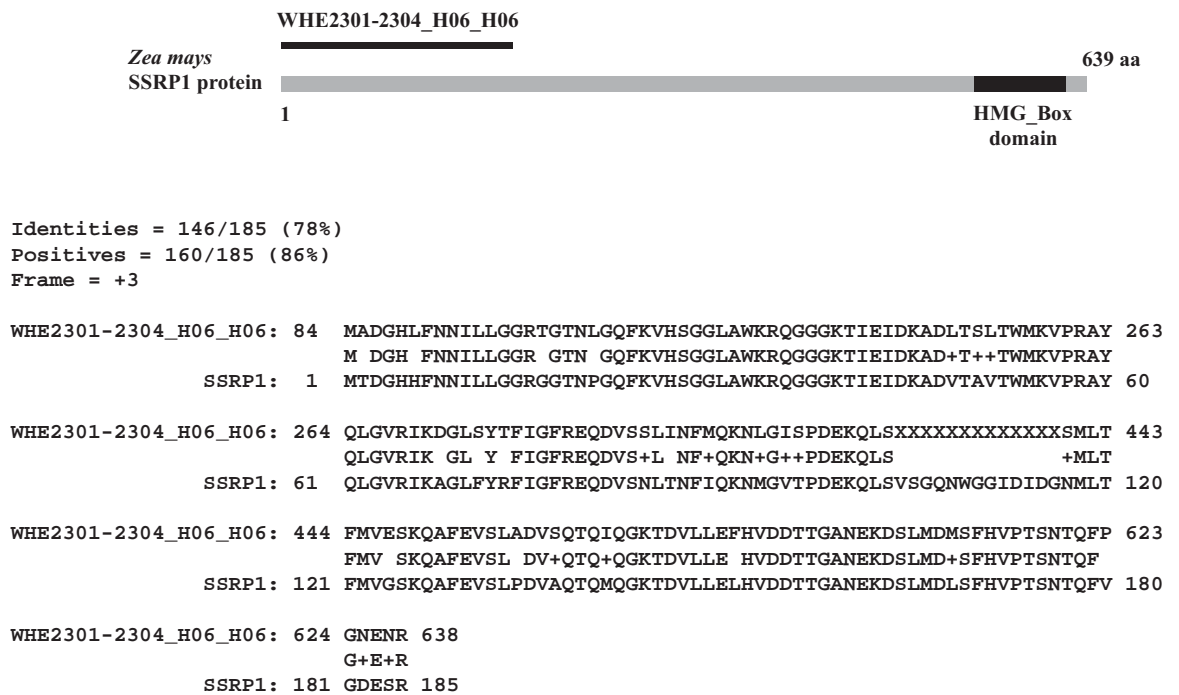 WHE2301-2304_H06_H06
Zea mays
SSRP1 protein
639 aa
1
HMG_Box
domain
Identities = 146/185 (78%)
Positives = 160/185 (86%)
Frame = +3
WHE2301-2304_H06_H06: 84 MADGHLFNNILLGGRTGTNLGQFKVHSGGLAWKRQGGGKTIEIDKADLTSLTWMKVPRAY 263
M DGH FNNILLGGR GTN GQFKVHSGGLAWKRQGGGKTIEIDKAD+T++TWMKVPRAY
SSRP1: 1 MTDGHHFNNILLGGRGGTNPGQFKVHSGGLAWKRQGGGKTIEIDKADVTAVTWMKVPRAY 60
WHE2301-2304_H06_H06: 264 QLGVRIKDGLSYTFIGFREQDVSSLINFMQKNLGISPDEKQLSXXXXXXXXXXXXXSMLT 443
QLGVRIK GL Y FIGFREQDVS+L NF+QKN+G++PDEKQLS +MLT
SSRP1: 61 QLGVRIKAGLFYRFIGFREQDVSNLTNFIQKNMGVTPDEKQLSVSGQNWGGIDIDGNMLT 120
WHE2301-2304_H06_H06: 444 FMVESKQAFEVSLADVSQTQIQGKTDVLLEFHVDDTTGANEKDSLMDMSFHVPTSNTQFP 623
FMV SKQAFEVSL DV+QTQ+QGKTDVLLE HVDDTTGANEKDSLMD+SFHVPTSNTQF
SSRP1: 121 FMVGSKQAFEVSLPDVAQTQMQGKTDVLLELHVDDTTGANEKDSLMDLSFHVPTSNTQFV 180
WHE2301-2304_H06_H06: 624 GNENR 638
G+E+R
SSRP1: 181 GDESR 185